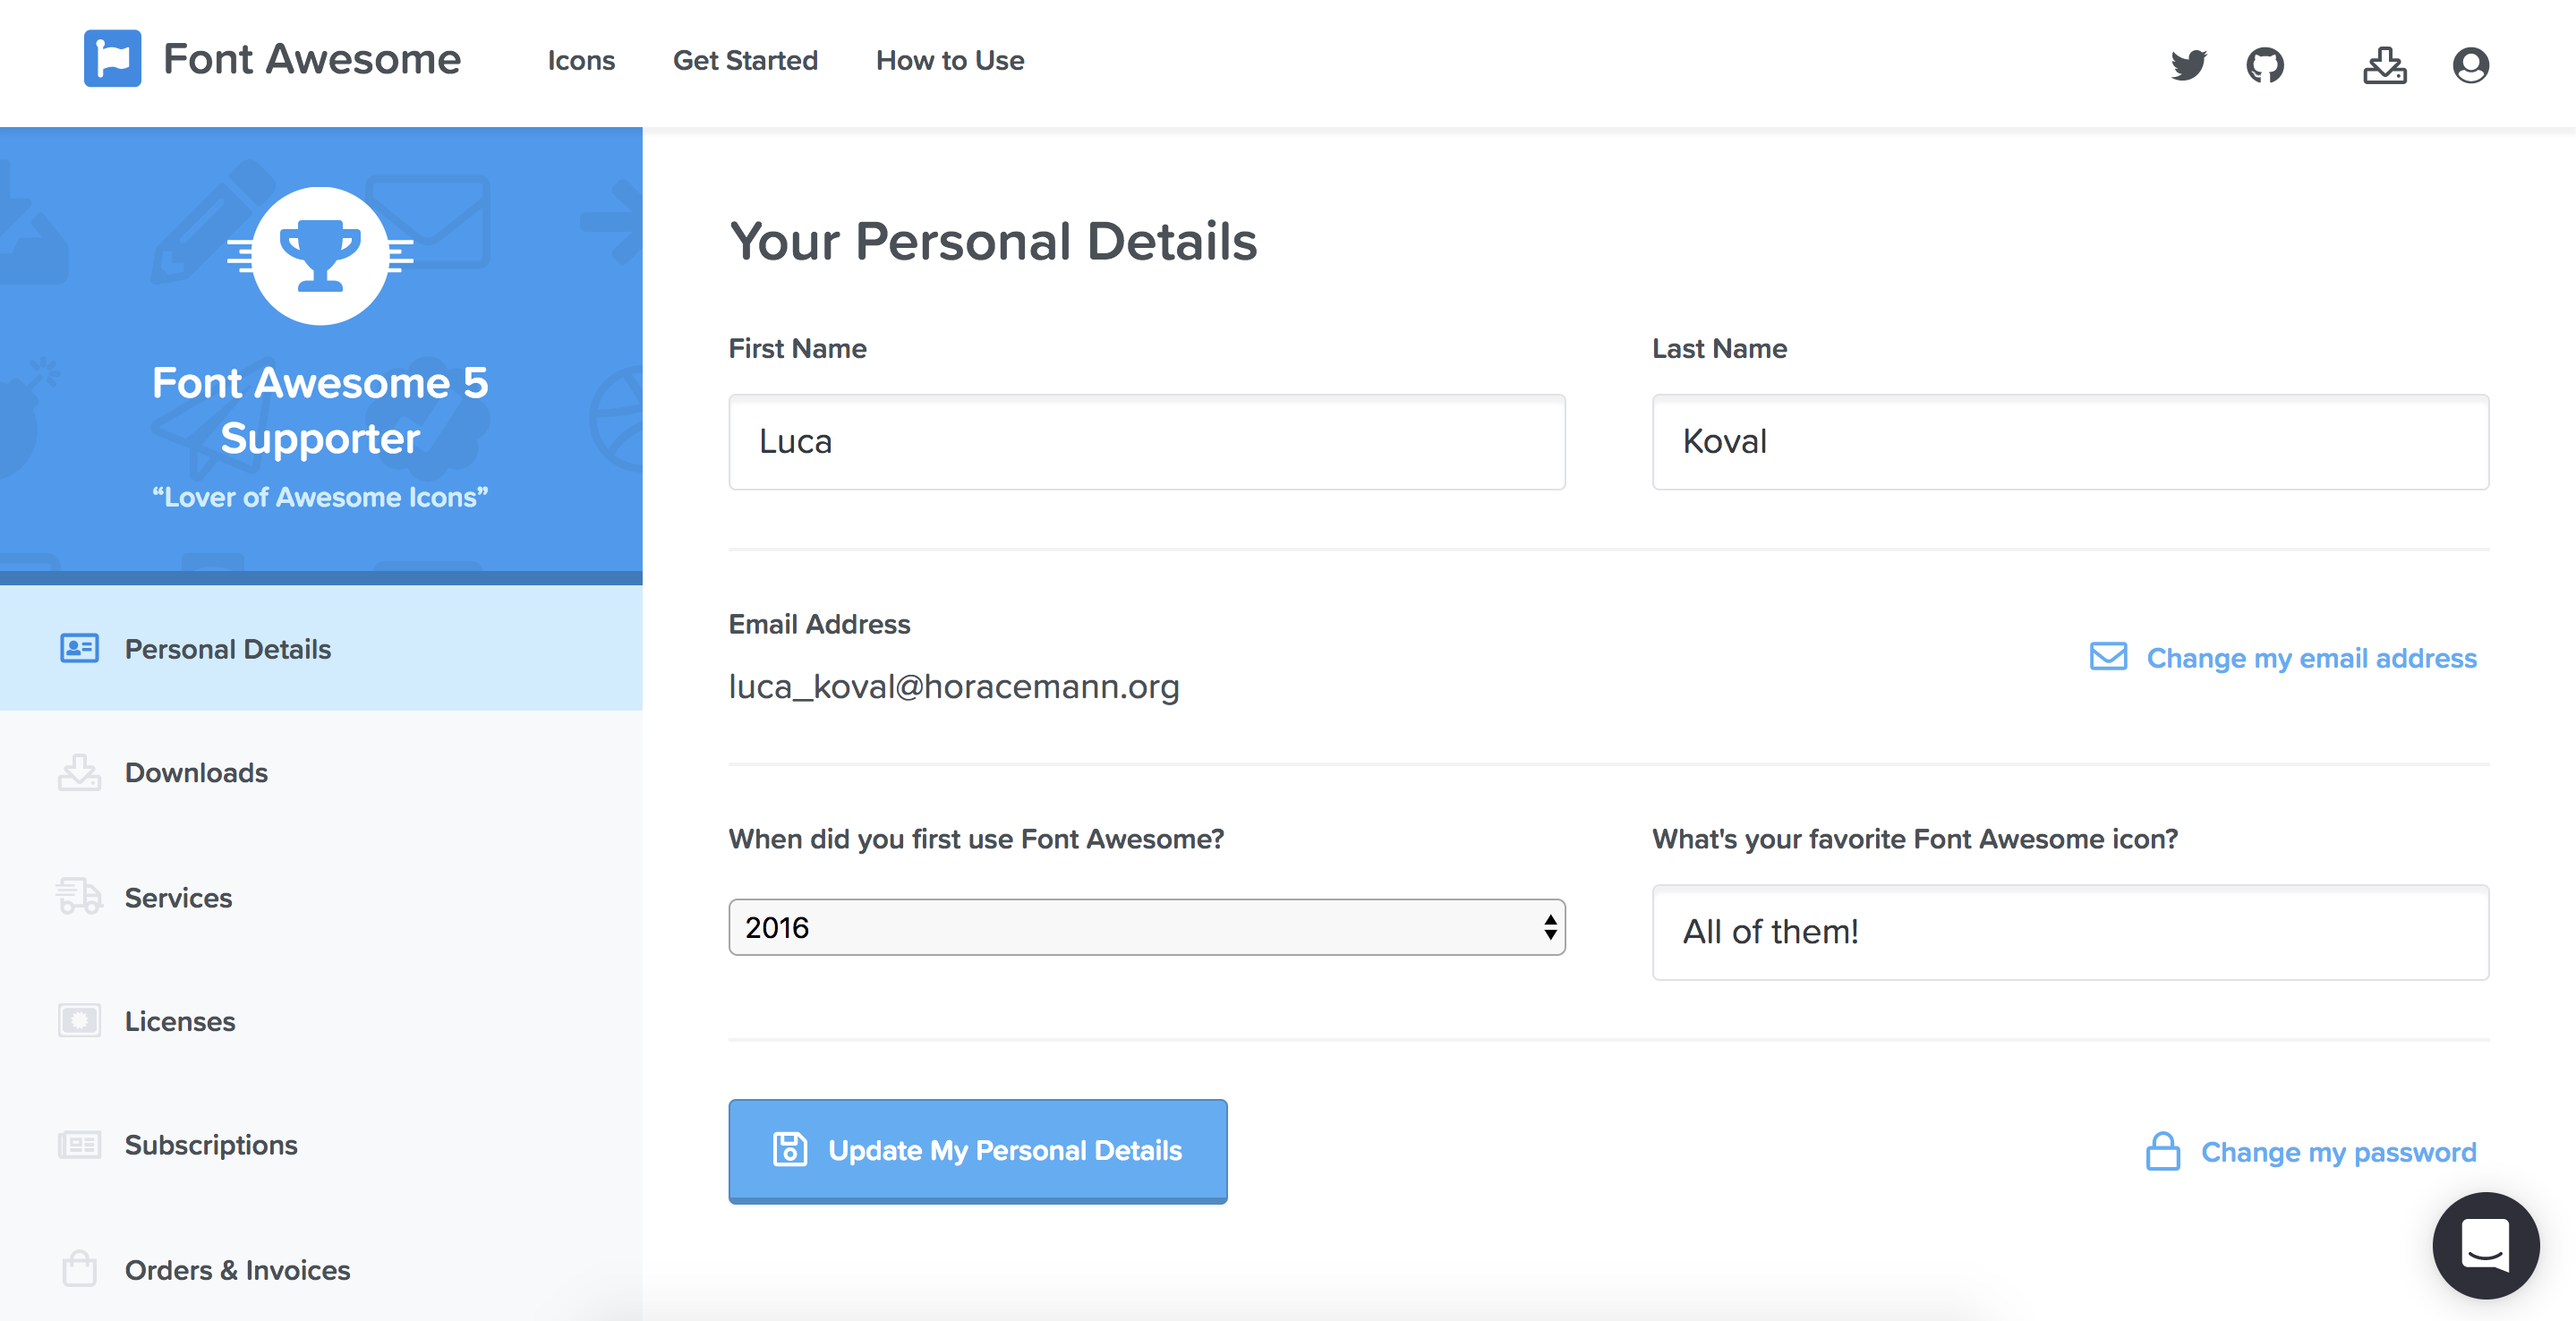 Font Awesome
Icons
Get Started
How to Use
Font Awesome 5
Supporter
“Lover of Awesome Icons”
Personal Details
Downloads
Services
Licenses
Subscriptions
Orders & Invoices
Your Personal Details
First Name
Last Name
Luca
Koval
Email Address
luca_koval@horacemann.org
Change my email address
When did you first use Font Awesome?
What's your favorite Font Awesome icon?
2016
All of them!
Update My Personal Details
Change my password